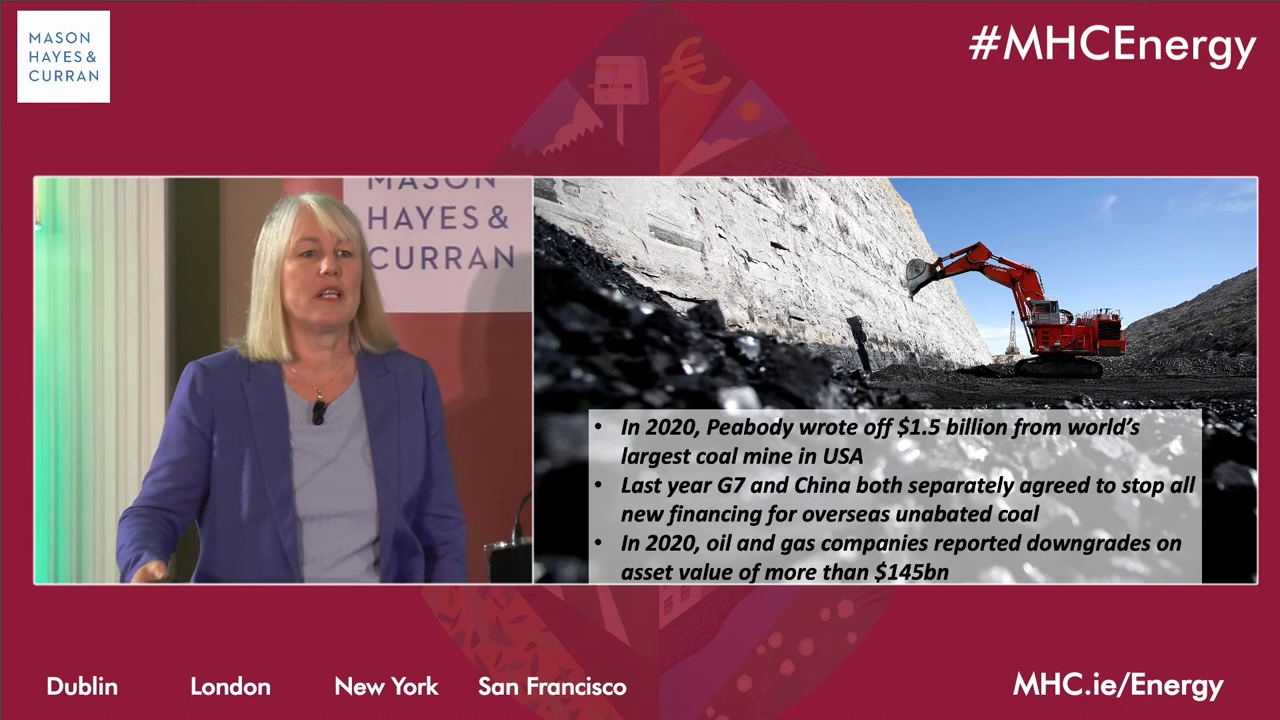 MASON
HAYES &
CURRAN
#MHCEnergy
MASON
HAYES &
CURRAN
• In 2020, Peabody wrote off $1.5 billion from world's
largest coal mine in USA
• Last year G7 and China both separately agreed to stop all
new financing for overseas unabated coal
• In 2020, oil and gas companies reported downgrades on
asset value of more than $145bn
Dublin London New York San Francisco
MHC.ie/Energy